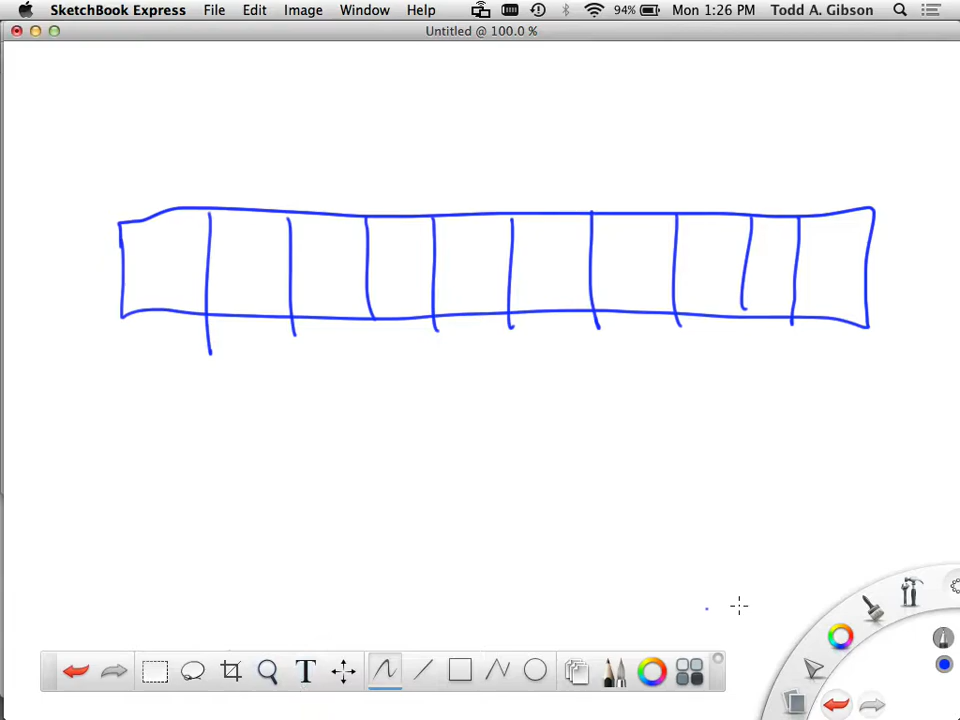 SketchBook Express File Edit Image Window Help 94% Mon 1:26 PM Todd A. Gibson
Untitled @ 100.0 %
T